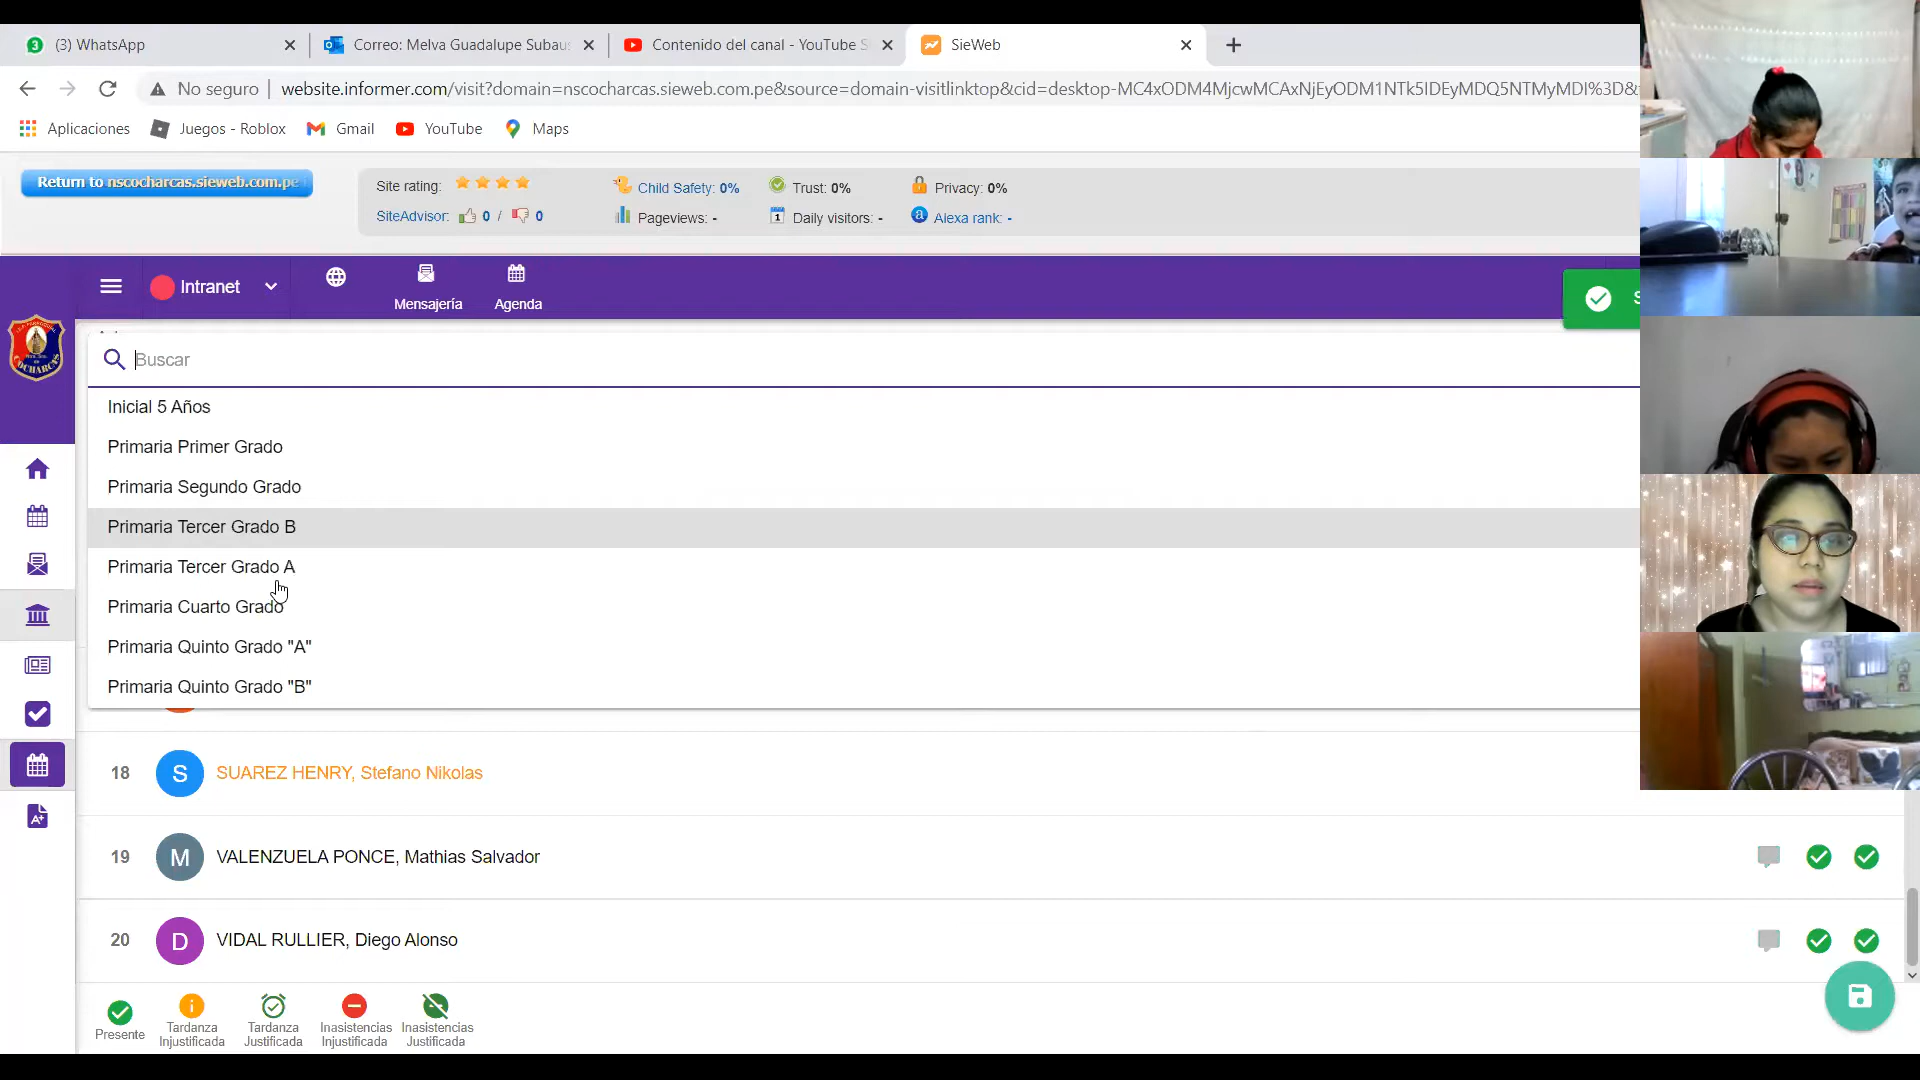 3 (3) WhatsApp
Correo: Melva Guadalupe Subau
Contenido del canal - YouTube S
SieWeb
No seguro
website.informer.com/visit?domain=nscocharcas.sieweb.com.pe&source=domain-visitlinktop&cid=desktop-MC4xODM4MjcwMCAxNjEyODM1NTk5IDEyMDQ5NTMyMDI%3D&
Aplicaciones
Juegos - Roblox
Gmail
YouTube
Maps
Return to nscocharcas.sieweb.com.pe
Site rating:
Child Safety: 0%
Trust: 0%
Privacy: 0%
SiteAdvisor: 0 / 0
Pageviews: -
Daily visitors: -
Alexa rank: -
Intranet
Mensajería
Agenda
S
COCHARCAS
Buscar
Inicial 5 Años
Primaria Primer Grado
Primaria Segundo Grado
Primaria Tercer Grado B
Primaria Tercer Grado A
Primaria Cuarto Grado
Primaria Quinto Grado "A"
Primaria Quinto Grado "B"
18 S SUAREZ HENRY, Stefano Nikolas
19 M VALENZUELA PONCE, Mathias Salvador
20 D VIDAL RULLIER, Diego Alonso
Presente
Tardanza
Injustificada
Tardanza
Justificada
Inasistencias
Injustificada
Inasistencias
Justificada